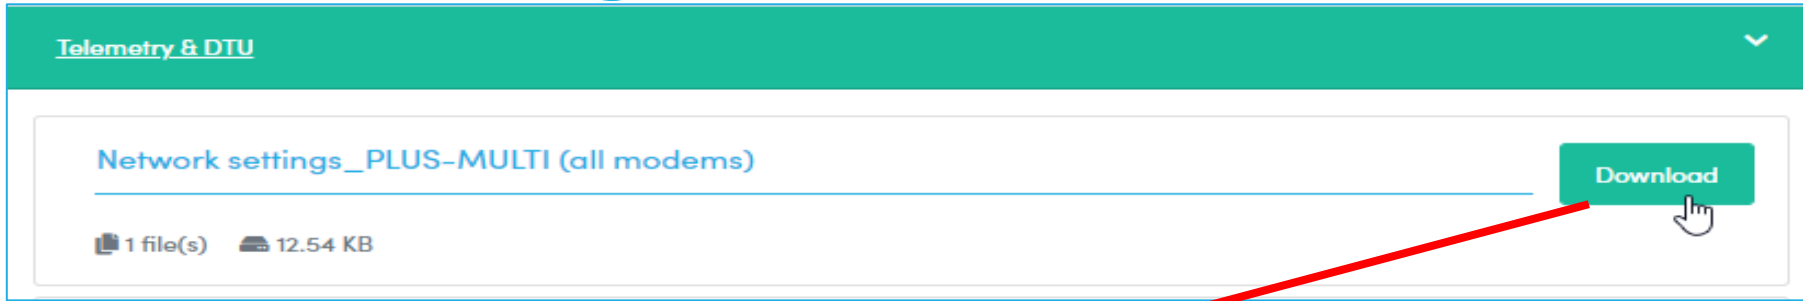 Telemetry & DTU
Network settings_PLUS-MULTI (all modems)
Download
1 file(s) 12.54 KB